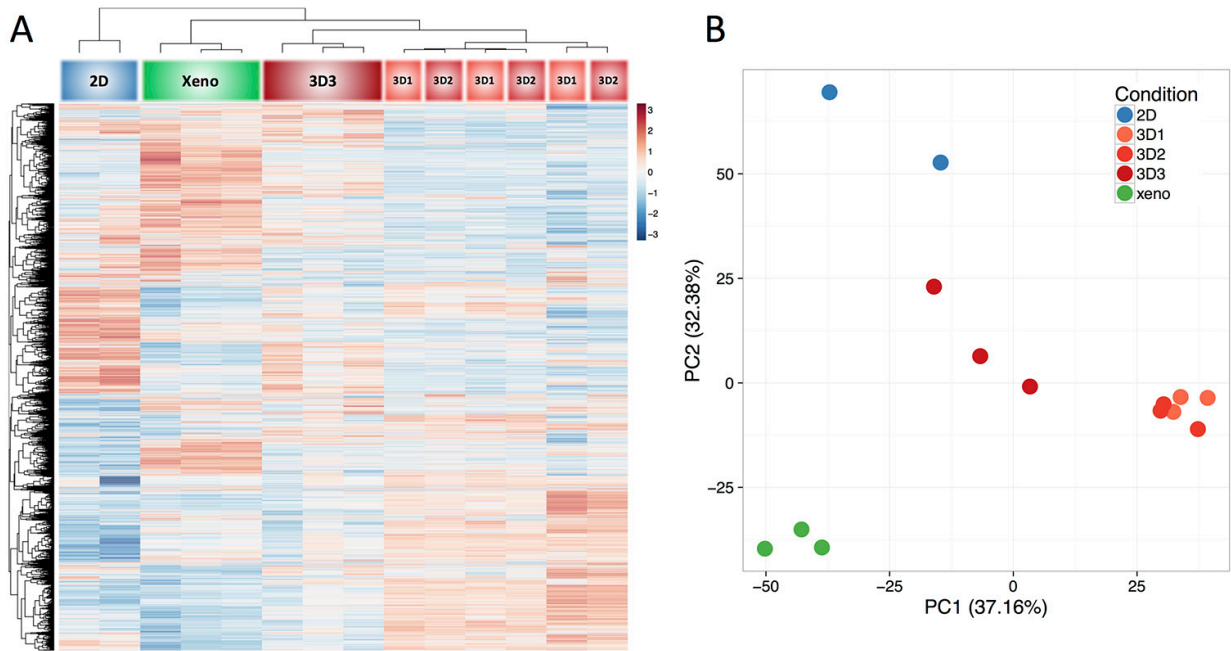 A
2D Xeno 3D3 3D1 3D2 3D1 3D2 3D1 3D2
3
2
1
0
−1
−2
−3
B
Condition
2D
3D1
3D2
3D3
xeno
50
25
0
−25
PC2 (32.38%)
−50 −25 0 25
PC1 (37.16%)